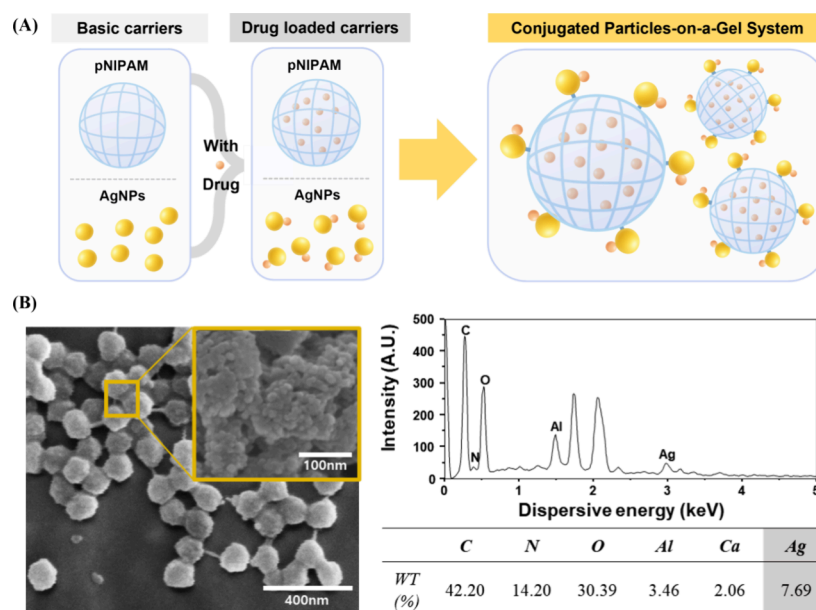 (A)
Basic carriers
Drug loaded carriers
Conjugated Particles-on-a-Gel System
pNIPAM
AgNPs
With
Drug
pNIPAM
AgNPs
(B)
100nm
400nm
Intensity (A.U.)
500
400
300
200
100
0
C
N
O
Al
Ag
1
2
3
4
5
Dispersive energy (keV)
C N O Al Ca Ag
WT
(%)
42.20 14.20 30.39 3.46 2.06 7.69